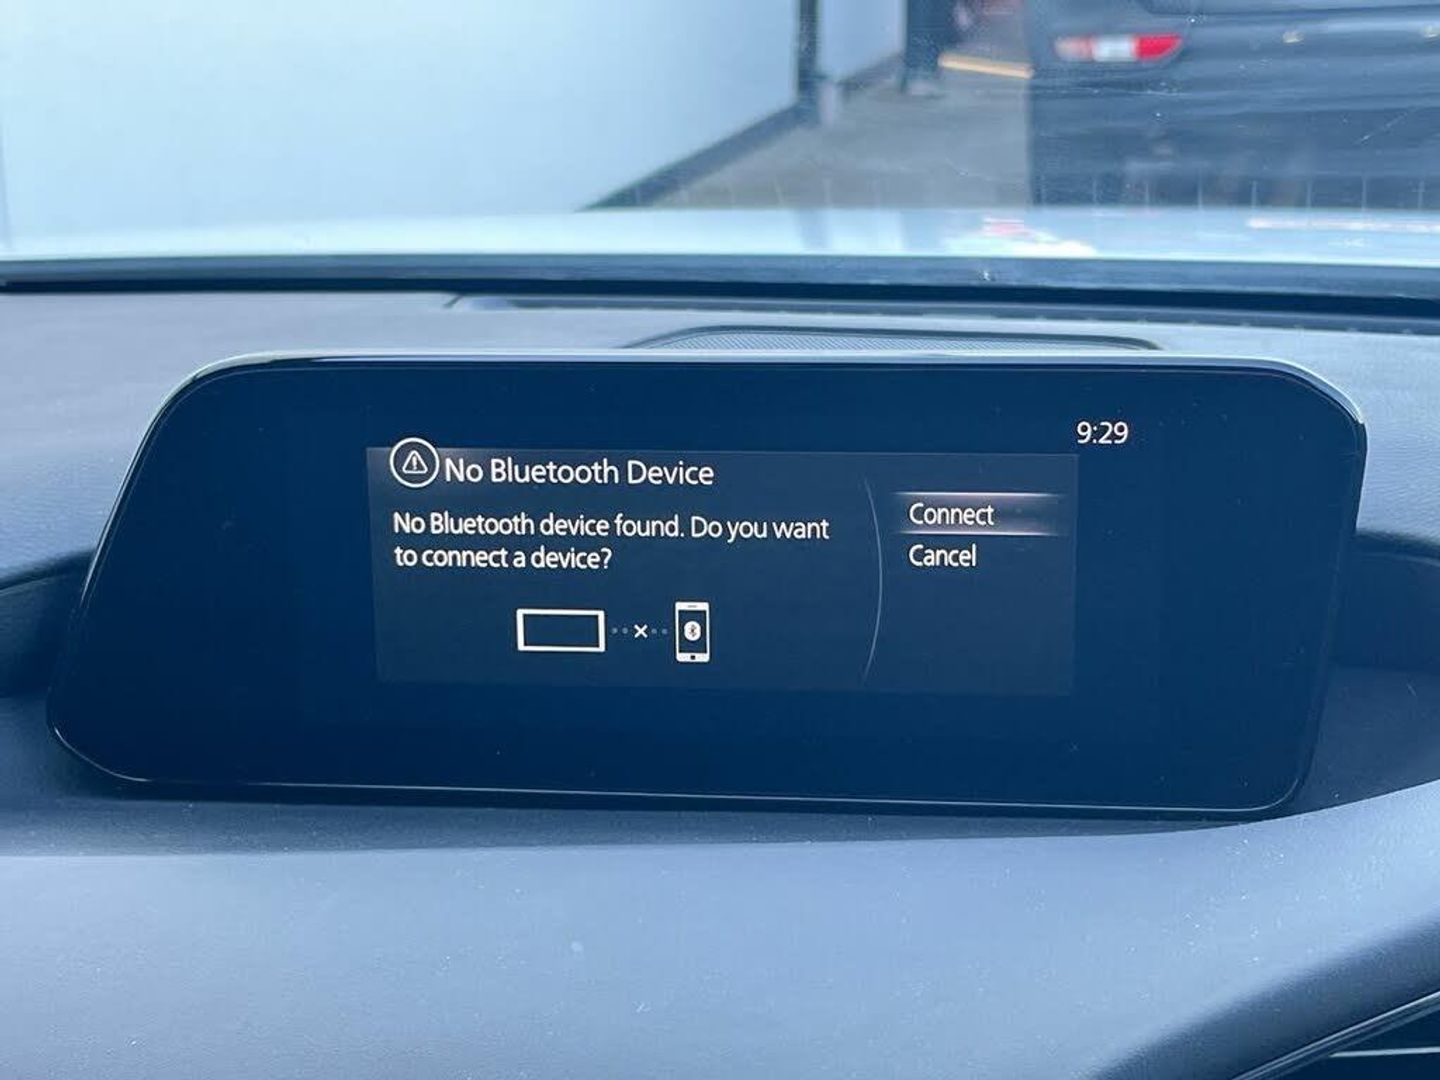 9:29
No Bluetooth Device
No Bluetooth device found. Do you want
to connect a device?
Connect
Cancel